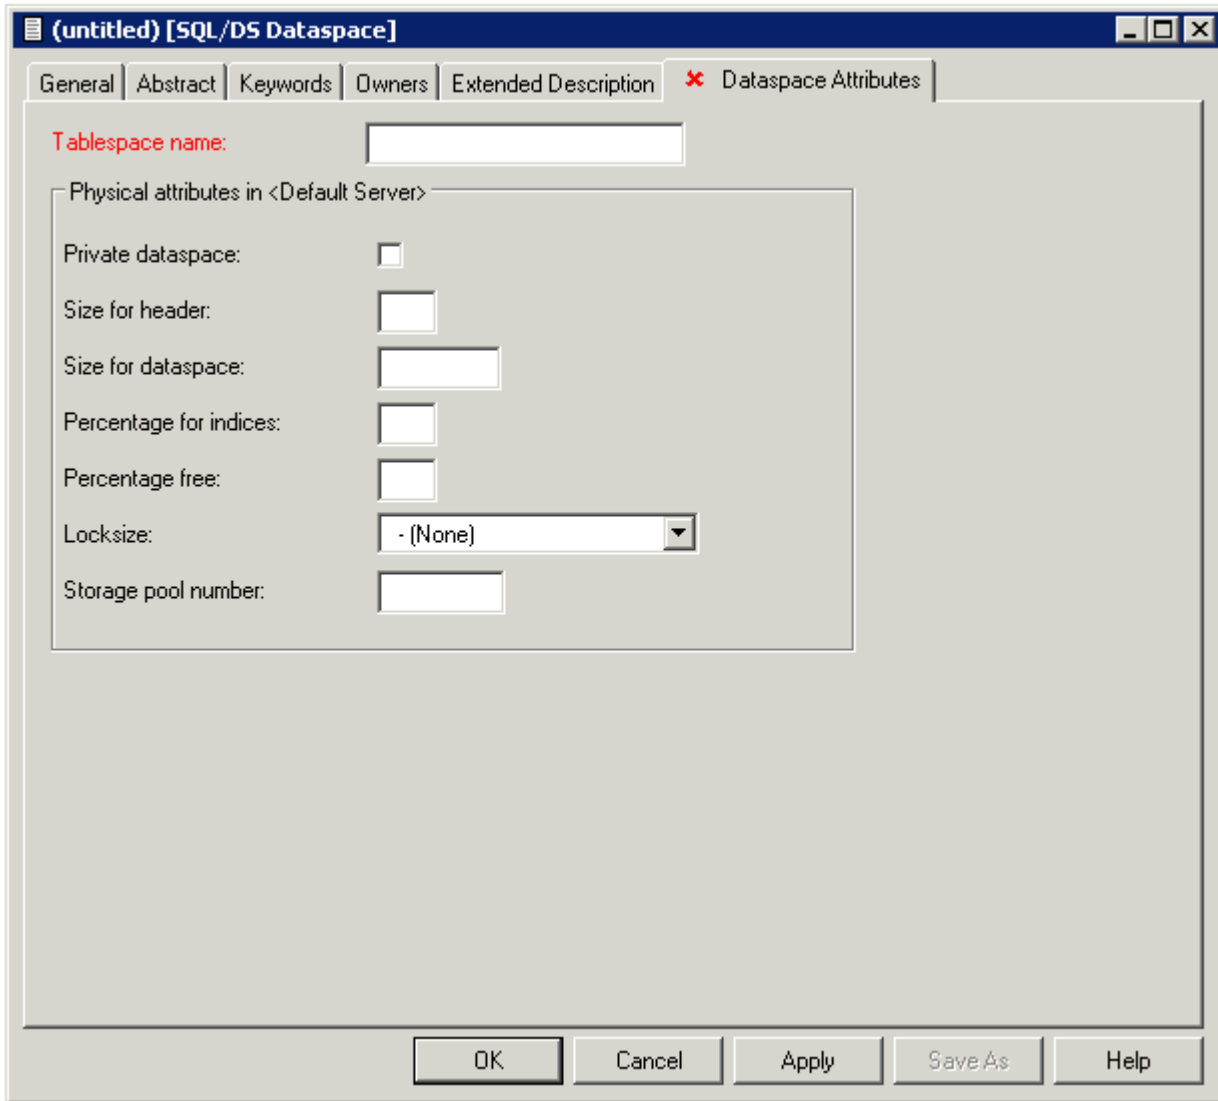 (untitled) [SQL/DS Dataspace]
General Abstract Keywords Owners Extended Description Dataspace Attributes
Tablespace name:
Physical attributes in <Default Server>
Private dataspace:
Size for header:
Size for dataspace:
Percentage for indices:
Percentage free:
Locksize: - (None)
Storage pool number:
OK Cancel Apply Save As Help